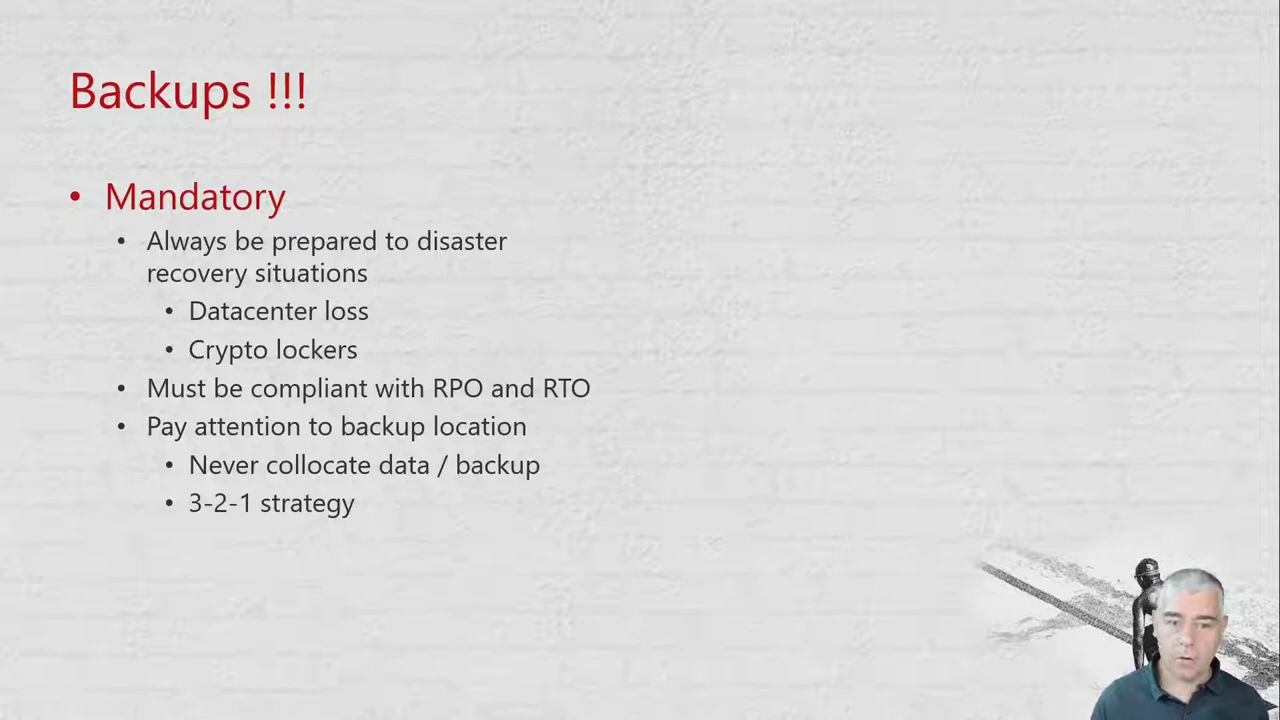 Backups !!!
• Mandatory
• Always be prepared to disaster
recovery situations
• Datacenter loss
• Crypto lockers
• Must be compliant with RPO and RTO
• Pay attention to backup location
• Never collocate data / backup
• 3-2-1 strategy